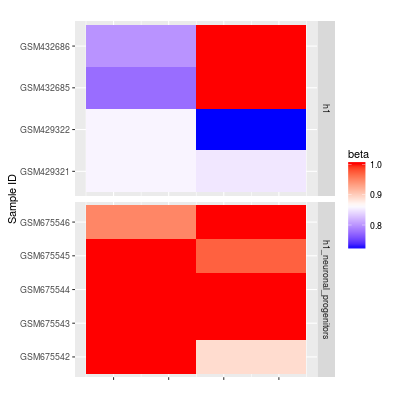 GSM432686
GSM432685
GSM429322
GSM429321
h1
GSM675546
GSM675545
GSM675544
GSM675543
GSM675542
h1_neuronal_progenitors
Sample ID
beta
1.0
0.9
0.8